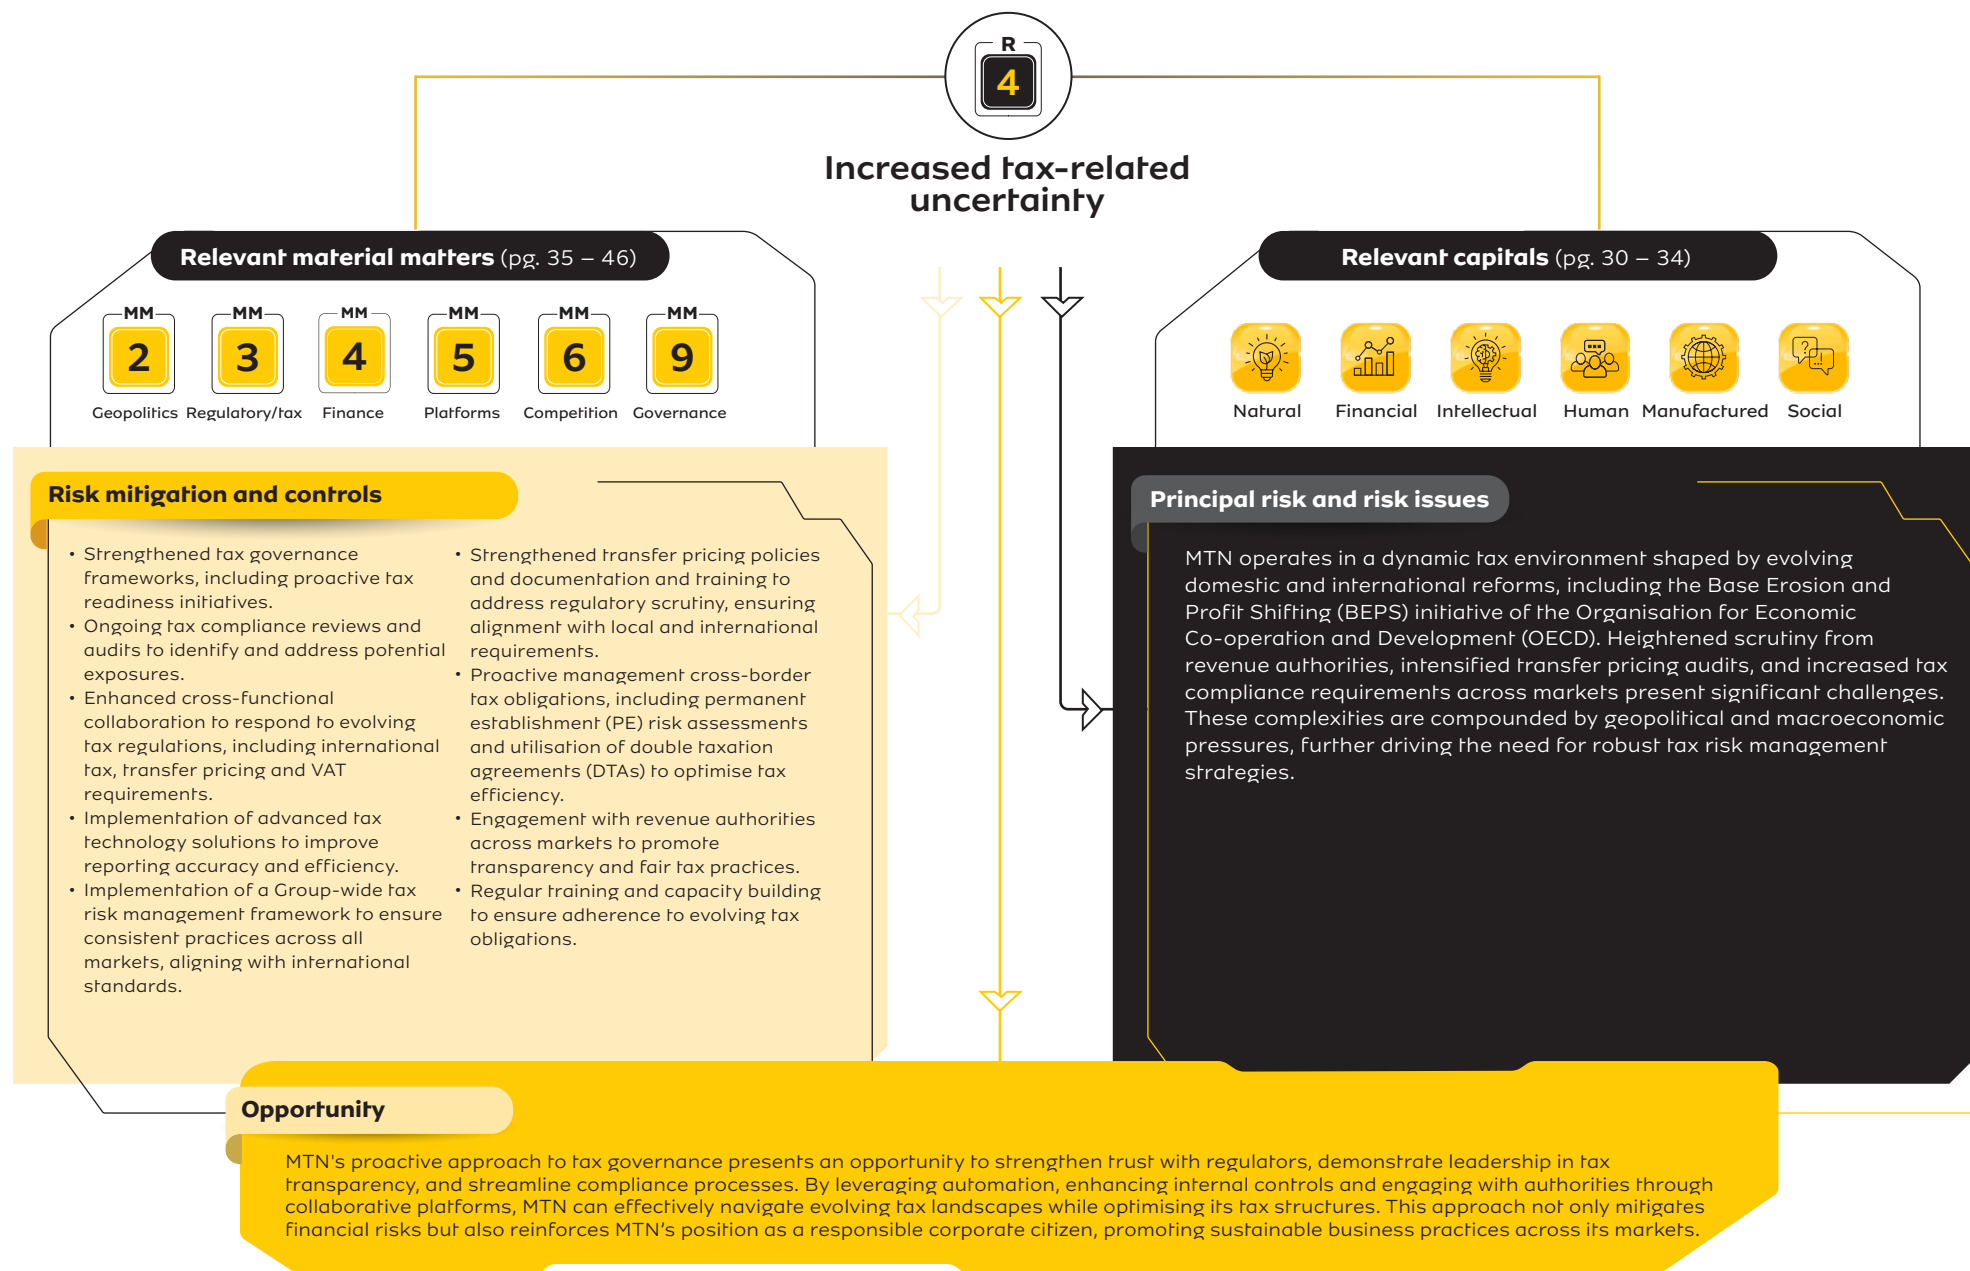 R
4
Increased tax-related
uncertainty
Relevant material matters (pg. 35 – 46)
MM MM MM MM MM MM
2 3 4 5 6 9
Geopolitics Regulatory/tax Finance Platforms Competition Governance
Relevant capitals (pg. 30 – 34)
Natural Financial Intellectual Human Manufactured Social
Risk mitigation and controls
• Strengthened tax governance
frameworks, including proactive tax
readiness initiatives.
• Ongoing tax compliance reviews and
audits to identify and address potential
exposures.
• Enhanced cross-functional
collaboration to respond to evolving
tax regulations, including international
tax, transfer pricing and VAT
requirements.
• Implementation of advanced tax
technology solutions to improve
reporting accuracy and efficiency.
• Implementation of a Group-wide tax
risk management framework to ensure
consistent practices across all
markets, aligning with international
standards.
• Strengthened transfer pricing policies
and documentation and training to
address regulatory scrutiny, ensuring
alignment with local and international
requirements.
• Proactive management cross-border
tax obligations, including permanent
establishment (PE) risk assessments
and utilisation of double taxation
agreements (DTAs) to optimise tax
efficiency.
• Engagement with revenue authorities
across markets to promote
transparency and fair tax practices.
• Regular training and capacity building
to ensure adherence to evolving tax
obligations.
Principal risk and risk issues
MTN operates in a dynamic tax environment shaped by evolving
domestic and international reforms, including the Base Erosion and
Profit Shifting (BEPS) initiative of the Organisation for Economic
Co-operation and Development (OECD). Heightened scrutiny from
revenue authorities, intensified transfer pricing audits, and increased tax
compliance requirements across markets present significant challenges.
These complexities are compounded by geopolitical and macroeconomic
pressures, further driving the need for robust tax risk management
strategies.
Opportunity
MTN's proactive approach to tax governance presents an opportunity to strengthen trust with regulators, demonstrate leadership in tax
transparency, and streamline compliance processes. By leveraging automation, enhancing internal controls and engaging with authorities through
collaborative platforms, MTN can effectively navigate evolving tax landscapes while optimising its tax structures. This approach not only mitigates
financial risks but also reinforces MTN’s position as a responsible corporate citizen, promoting sustainable business practices across its markets.